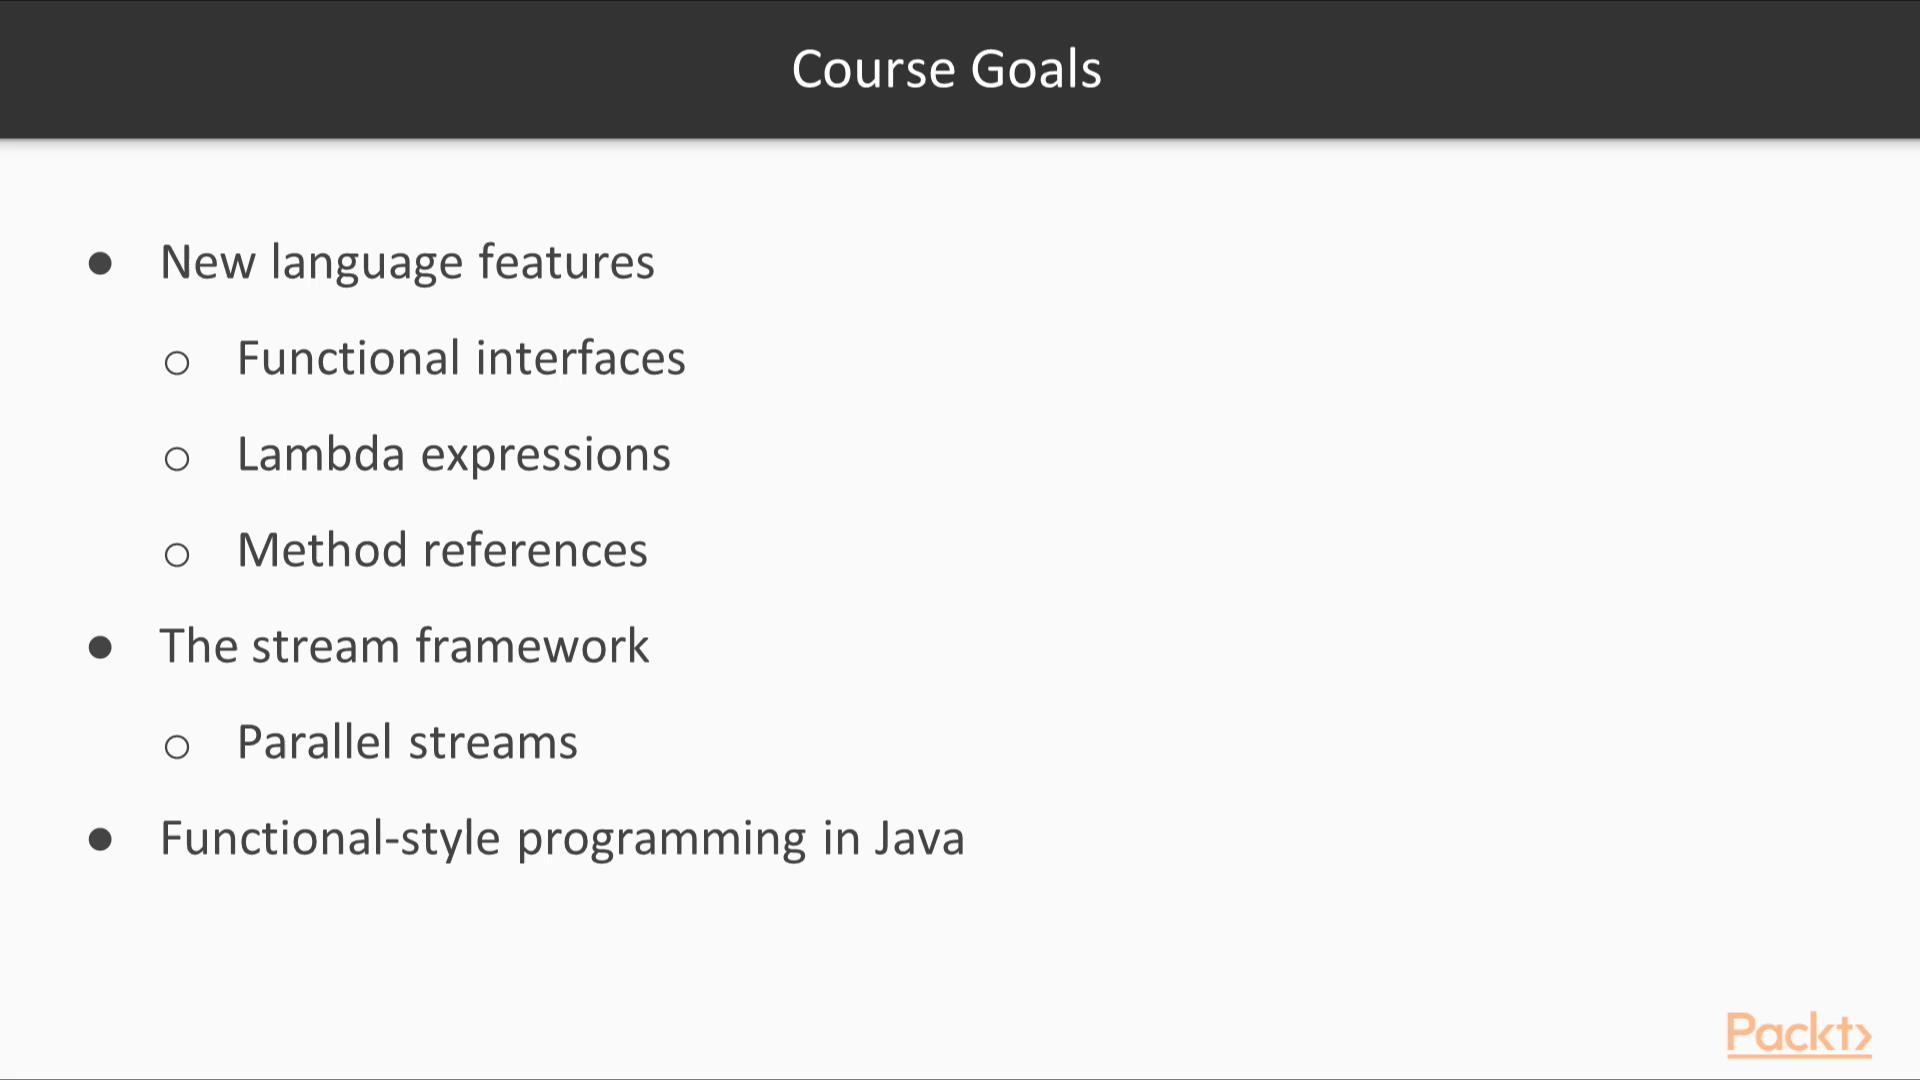 Course Goals
● New language features
○ Functional interfaces
○ Lambda expressions
○ Method references
● The stream framework
○ Parallel streams
● Functional-style programming in Java
Packt>